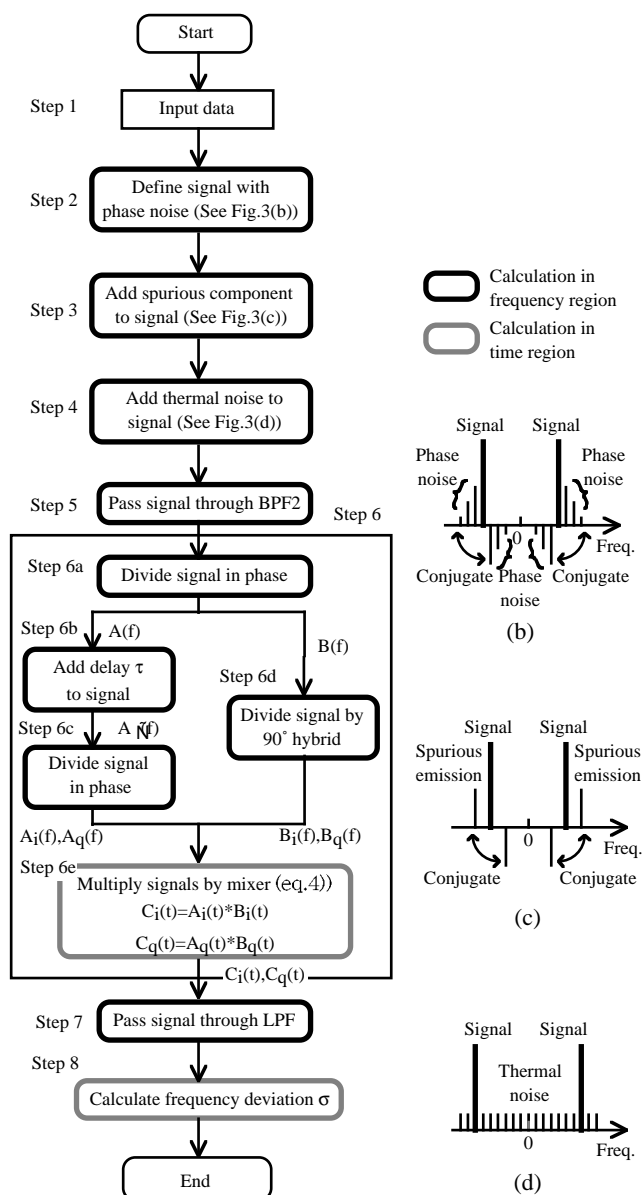 Start
Step 1
Input data
Step 2
Define signal with
phase noise (See Fig.3(b))
Step 3
Add spurious component
to signal (See Fig.3(c))
Step 4
Add thermal noise to
signal (See Fig.3(d))
Step 5
Pass signal through BPF2
Step 6
Step 6a
Divide signal in phase
Step 6b
A(f)
B(f)
Add delay τ
to signal
Step 6d
Divide signal by
90° hybrid
Step 6c
Divide signal
in phase
Ai(f),Aq(f)
Bi(f),Bq(f)
Step 6e
Multiply signals by mixer (eq.4))
Ci(t)=Ai(t)*Bi(t)
Cq(t)=Aq(t)*Bq(t)
Ci(t),Cq(t)
Step 7
Pass signal through LPF
Step 8
Calculate frequency deviation σ
End
Calculation in
frequency region
Calculation in
time region
Signal
Signal
Phase
noise
Phase
noise
0
Freq.
Conjugate
Phase
noise
Conjugate
(b)
Signal
Signal
Spurious
emission
Spurious
emission
0
Freq.
Conjugate
Conjugate
(c)
Signal
Signal
Thermal
noise
0
Freq.
(d)